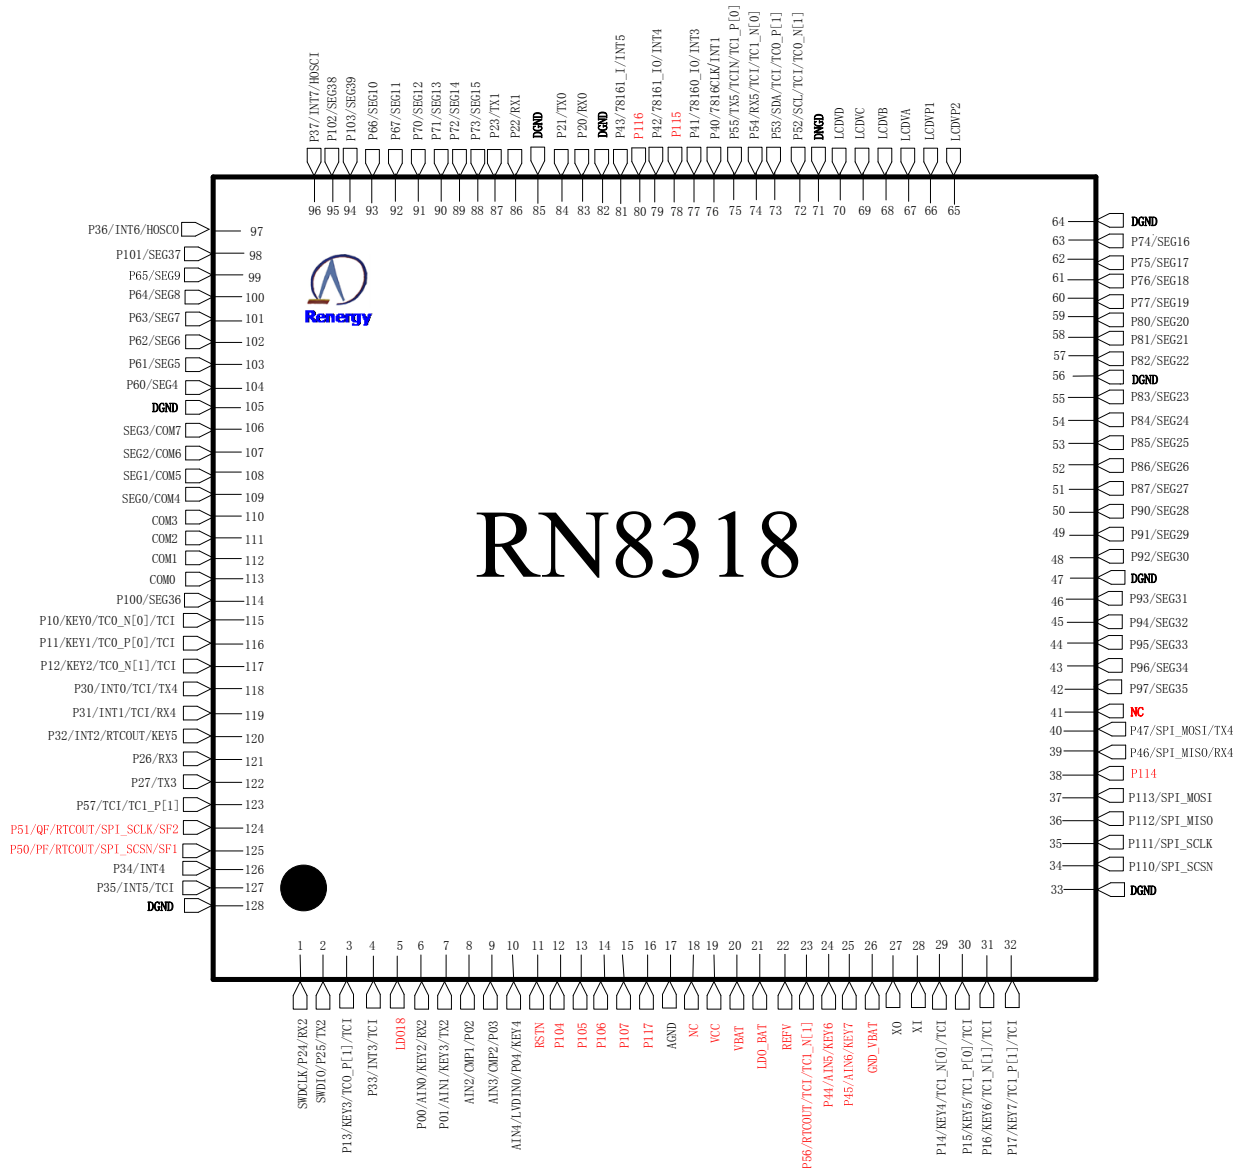 P37/INT7/HOSCI
P102/SEG38
P103/SEG39
P66/SEG10
P67/SEG11
P70/SEG12
P71/SEG13
P72/SEG14
P73/SEG15
P23/TX1
P22/RX1
DGND
P21/TX0
P20/RX0
DGND
P43/78161_I/INT5
P116
P42/78161_IO/INT4
P115
P41/78160_IO/INT3
P40/7816CLK/INT1
P55/TX5/TCIN/TC1_P[0]
P54/RX5/TCI/TC1_N[0]
P53/SDA/TCI/TC0_P[1]
P52/SCL/TCI/TC0_N[1]
DNGD
LCDVD
LCDVC
LCDVB
LCDVA
LCDVP1
LCDVP2
96 95 94 93 92 91 90 89 88 87 86 85 84 83 82 81 80 79 78 77 76 75 74 73 72 71 70 69 68 67 66 65
P36/INT6/HOSCO 97
P101/SEG37 98
P65/SEG9 99
P64/SEG8 100
P63/SEG7 101
P62/SEG6 102
P61/SEG5 103
P60/SEG4 104
DGND 105
SEG3/COM7 106
SEG2/COM6 107
SEG1/COM5 108
SEG0/COM4 109
COM3 110
COM2 111
COM1 112
COM0 113
P100/SEG36 114
P10/KEY0/TC0_N[0]/TCI 115
P11/KEY1/TC0_P[0]/TCI 116
P12/KEY2/TC0_N[1]/TCI 117
P30/INT0/TCI/TX4 118
P31/INT1/TCI/RX4 119
P32/INT2/RTCOUT/KEY5 120
P26/RX3 121
P27/TX3 122
P57/TCI/TC1_P[1] 123
P51/QF/RTCOUT/SPI_SCLK/SF2 124
P50/PF/RTCOUT/SPI_SCSN/SF1 125
P34/INT4 126
P35/INT5/TCI 127
DGND 128
Renergy
RN8318
64 DGND
63 P74/SEG16
62 P75/SEG17
61 P76/SEG18
60 P77/SEG19
59 P80/SEG20
58 P81/SEG21
57 P82/SEG22
56 DGND
55 P83/SEG23
54 P84/SEG24
53 P85/SEG25
52 P86/SEG26
51 P87/SEG27
50 P90/SEG28
49 P91/SEG29
48 P92/SEG30
47 DGND
46 P93/SEG31
45 P94/SEG32
44 P95/SEG33
43 P96/SEG34
42 P97/SEG35
41 NC
40 P47/SPI_MOSI/TX4
39 P46/SPI_MISO/RX4
38 P114
37 P113/SPI_MOSI
36 P112/SPI_MISO
35 P111/SPI_SCLK
34 P110/SPI_SCSN
33 DGND
1 2 3 4 5 6 7 8 9 10 11 12 13 14 15 16 17 18 19 20 21 22 23 24 25 26 27 28 29 30 31 32
SWDCLK/P24/RX2
SWDIO/P25/TX2
P13/KEY3/TC0_P[1]/TCI
P33/INT3/TCI
LDO18
P00/AIN0/KEY2/RX2
P01/AIN1/KEY3/TX2
AIN2/CMP1/P02
AIN3/CMP2/P03
AIN4/LVDIN0/P04/KEY4
RSTN
P104
P105
P106
P107
P117
AGND
NC
VCC
VBAT
LDO_BAT
REFV
P56/RTCOUT/TCI/TC1_N[1]
P44/AIN5/KEY6
P45/AIN6/KEY7
GND_VBAT
XO
XI
P14/KEY4/TC1_N[0]/TCI
P15/KEY5/TC1_P[0]/TCI
P16/KEY6/TC1_N[1]/TCI
P17/KEY7/TC1_P[1]/TCI